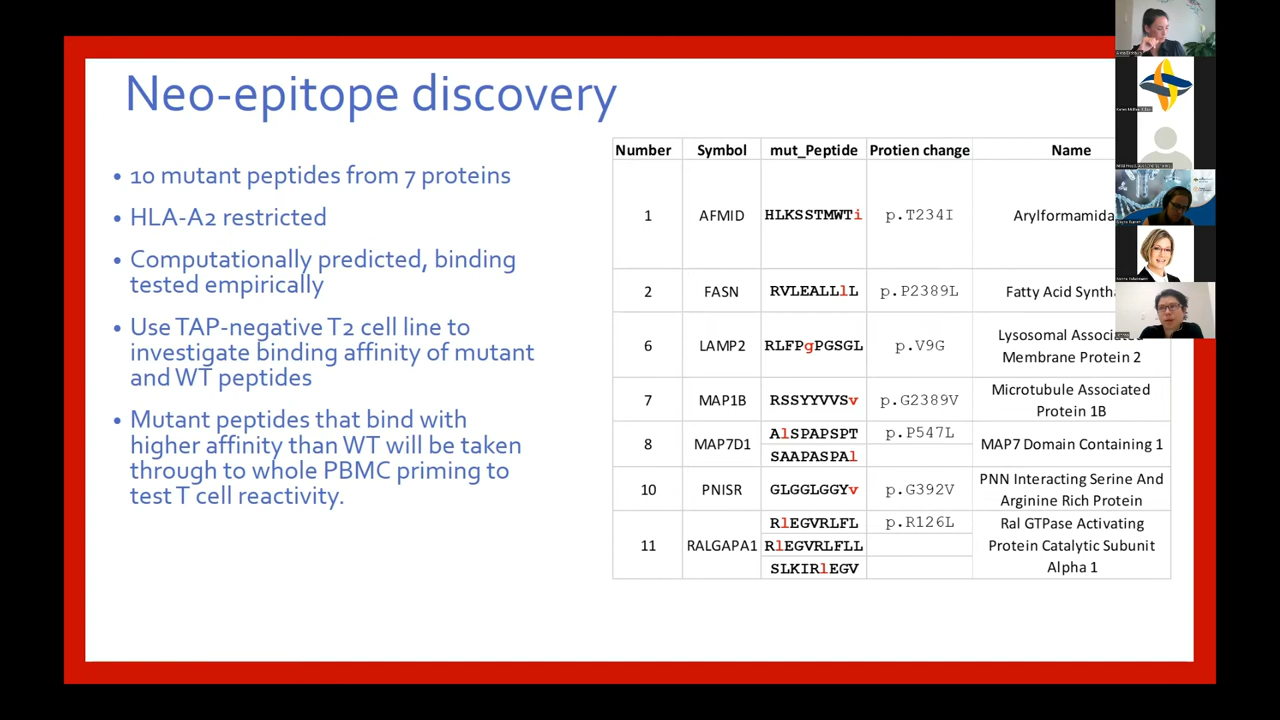 Neo-epitope discovery
• 10 mutant peptides from 7 proteins
• HLA-A2 restricted
• Computationally predicted, binding
tested empirically
• Use TAP-negative T2 cell line to
investigate binding affinity of mutant
and WT peptides
• Mutant peptides that bind with
higher affinity than WT will be taken
through to whole PBMC priming to
test T cell reactivity.
Number Symbol mut_Peptide Protien change Name
1 AFMID HLKSSTMWTi p.T234I Arylformamida
2 FASN RVLEALLlL p.P2389L Fatty Acid Syntha
6 LAMP2 RLFPgPGSGL p.V9G Lysosomal Associated
Membrane Protein 2
7 MAP1B RSSYYVVSv p.G2389V Microtubule Associated
Protein 1B
8 MAP7D1 AlSPAPSPT p.P547L MAP7 Domain Containing 1
SAAPASPAl
10 PNISR GLGGLGGYv p.G392V PNN Interacting Serine And
Arginine Rich Protein
11 RALGAPA1 RlEGVRLFL p.R126L Ral GTPase Activating
RlEGVRLFLL Protein Catalytic Subunit
SLKIRlEGV Alpha 1